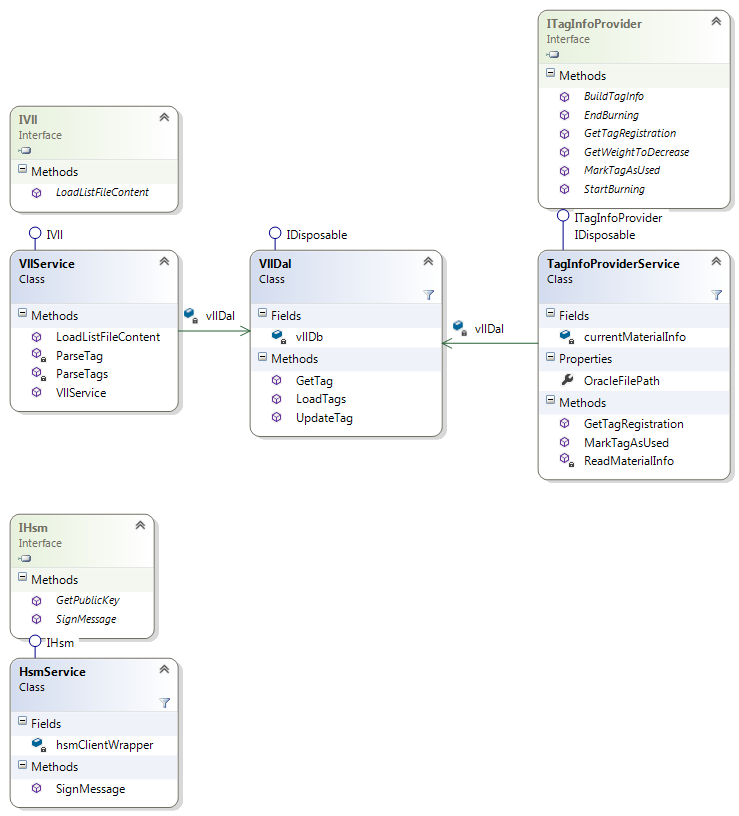 ITagInfoProvider
Interface
Methods
BuildTagInfo
EndBurning
GetTagRegistration
GetWeightToDecrease
MarkTagAsUsed
StartBurning
IVll
Interface
Methods
LoadListFileContent
IVll
VllService
Class
Methods
LoadListFileContent
ParseTag
ParseTags
VllService
vllDal
IDisposable
VllDal
Class
Fields
vllDb
Methods
GetTag
LoadTags
UpdateTag
vllDal
ITagInfoProvider
IDisposable
TagInfoProviderService
Class
Fields
currentMaterialInfo
Properties
OracleFilePath
Methods
GetTagRegistration
MarkTagAsUsed
ReadMaterialInfo
IHsm
Interface
Methods
GetPublicKey
SignMessage
IHsm
HsmService
Class
Fields
hsmClientWrapper
Methods
SignMessage